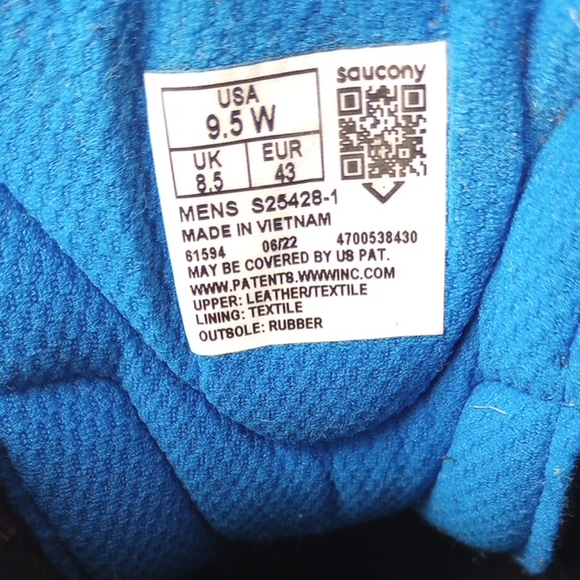 saucony
USA
9.5 W
UK EUR
8.5 43
MENS S25428-1
MADE IN VIETNAM
61594 06/22 4700538430
MAY BE COVERED BY US PAT.
WWW.PATENTS.WWWINC.COM
UPPER: LEATHER/TEXTILE
LINING: TEXTILE
OUTSOLE: RUBBER